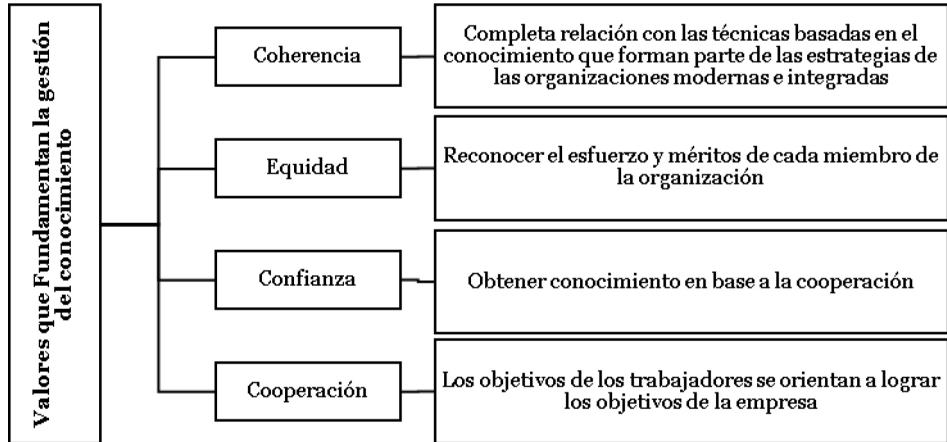 Valores que Fundamentan la gestión
del conocimiento
Coherencia
Completa relación con las técnicas basadas en el
conocimiento que forman parte de las estrategias de
las organizaciones modernas e integradas
Equidad
Reconocer el esfuerzo y méritos de cada miembro de
la organización
Confianza
Obtener conocimiento en base a la cooperación
Cooperación
Los objetivos de los trabajadores se orientan a lograr
los objetivos de la empresa